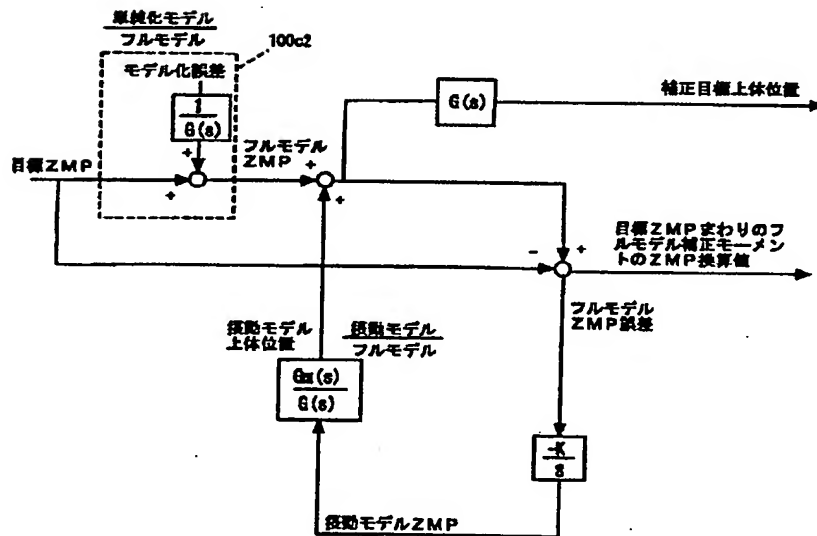 単純化モデル
フルモデル
100c2
モデル化誤差
1
G(s)
目標ZMP
+
+
フルモデル
ZMP
+
+
G(s)
補正目標上体位置
-
+
目標ZMPまわりのフ
ルモデル補正モーメン
トのZMP換算値
フルモデル
ZMP誤差
摂動モデル
上体位置
摂動モデル
フルモデル
Gm(s)
G(s)
-K
s
摂動モデルZMP